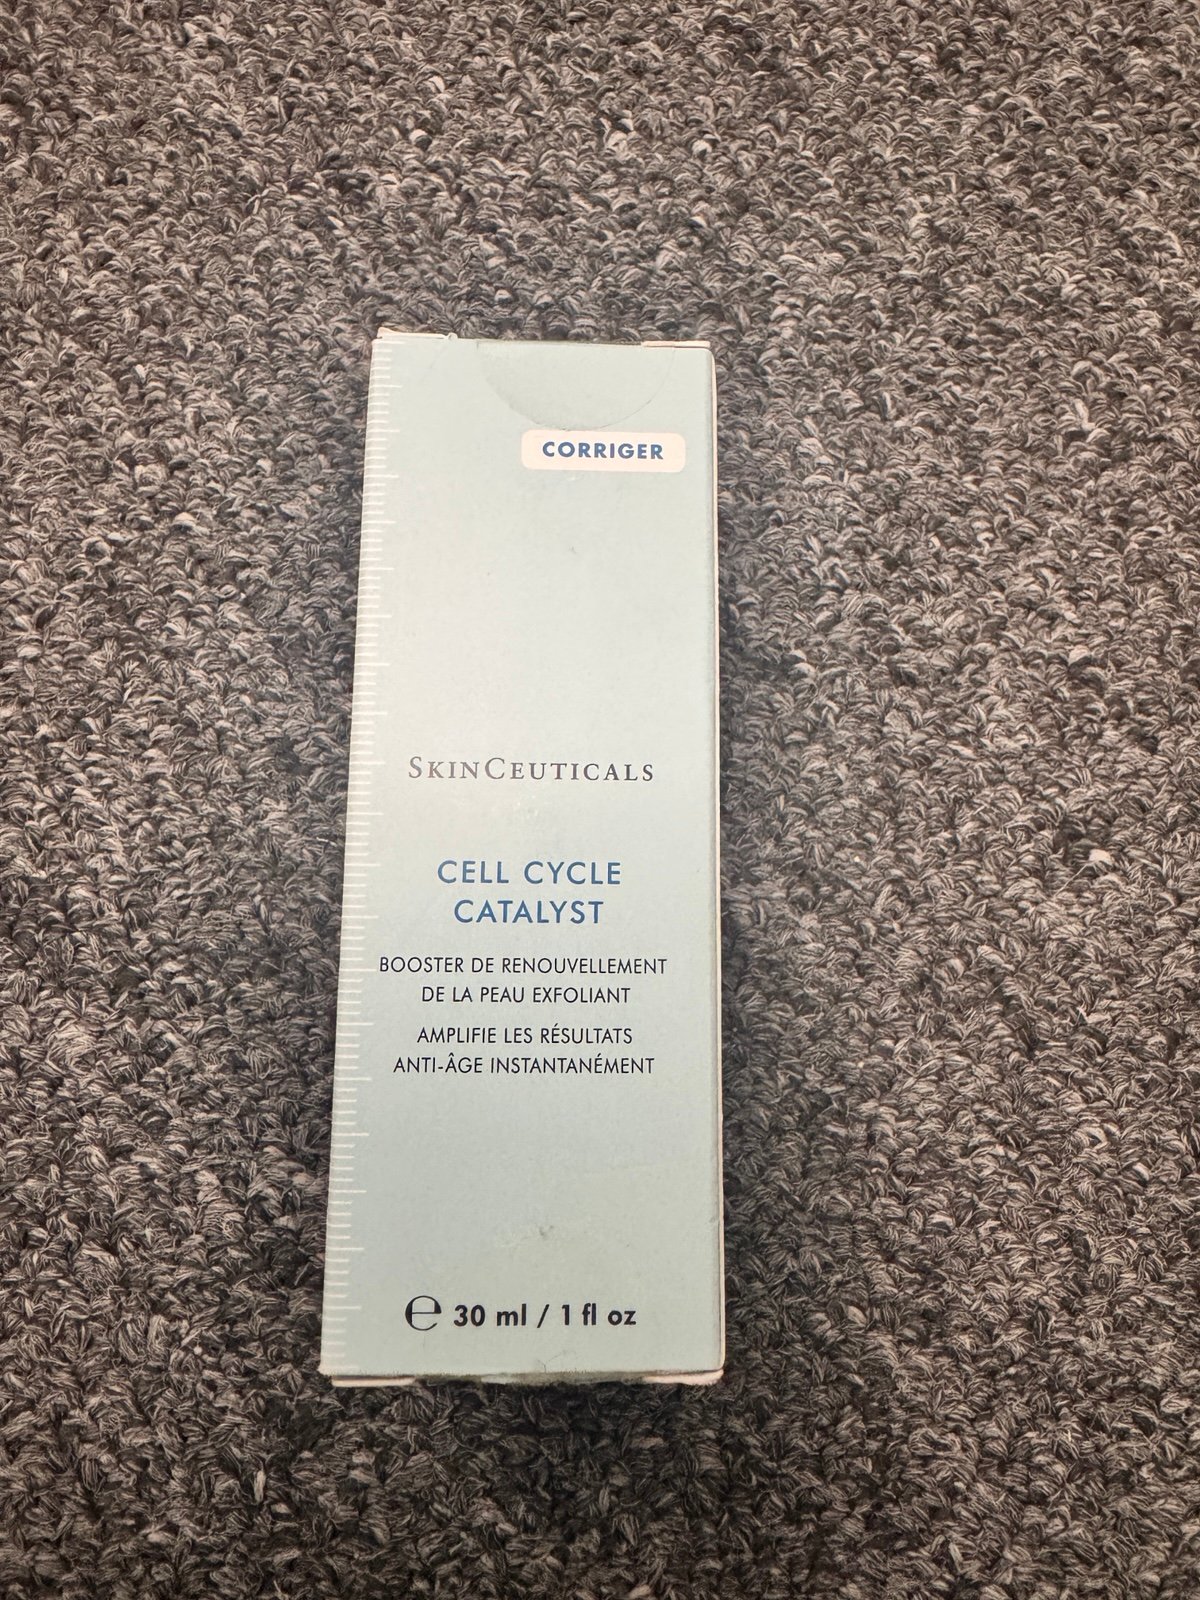 CORRIGER
SKINCEUTICALS
CELL CYCLE
CATALYST
BOOSTER DE RENOUVELLEMENT
DE LA PEAU EXFOLIANT
AMPLIFIE LES RÉSULTATS
ANTI-ÂGE INSTANTANÉMENT
℮ 30 ml / 1 fl oz